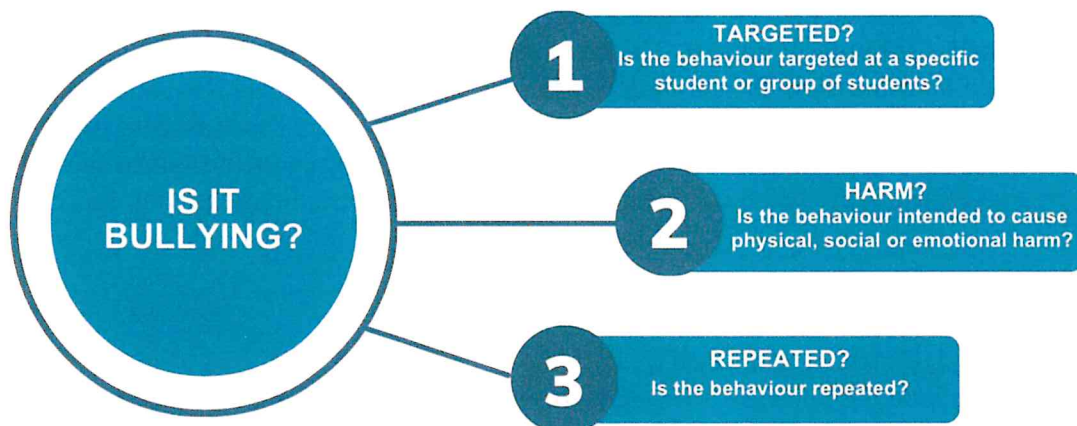 IS IT
BULLYING?
1
TARGETED?
Is the behaviour targeted at a specific
student or group of students?
2
HARM?
Is the behaviour intended to cause
physical, social or emotional harm?
3
REPEATED?
Is the behaviour repeated?